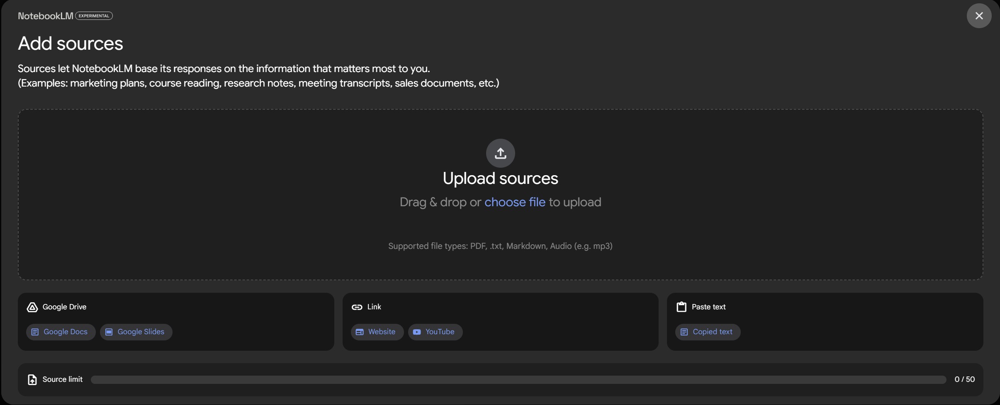 NotebookLM EXPERIMENTAL
Add sources
Sources let NotebookLM base its responses on the information that matters most to you.
(Examples: marketing plans, course reading, research notes, meeting transcripts, sales documents, etc.)
Upload sources
Drag & drop or choose file to upload
Supported file types: PDF, .txt, Markdown, Audio (e.g. mp3)
Google Drive
Google Docs
Google Slides
Link
Website
YouTube
Paste text
Copied text
Source limit
0 / 50